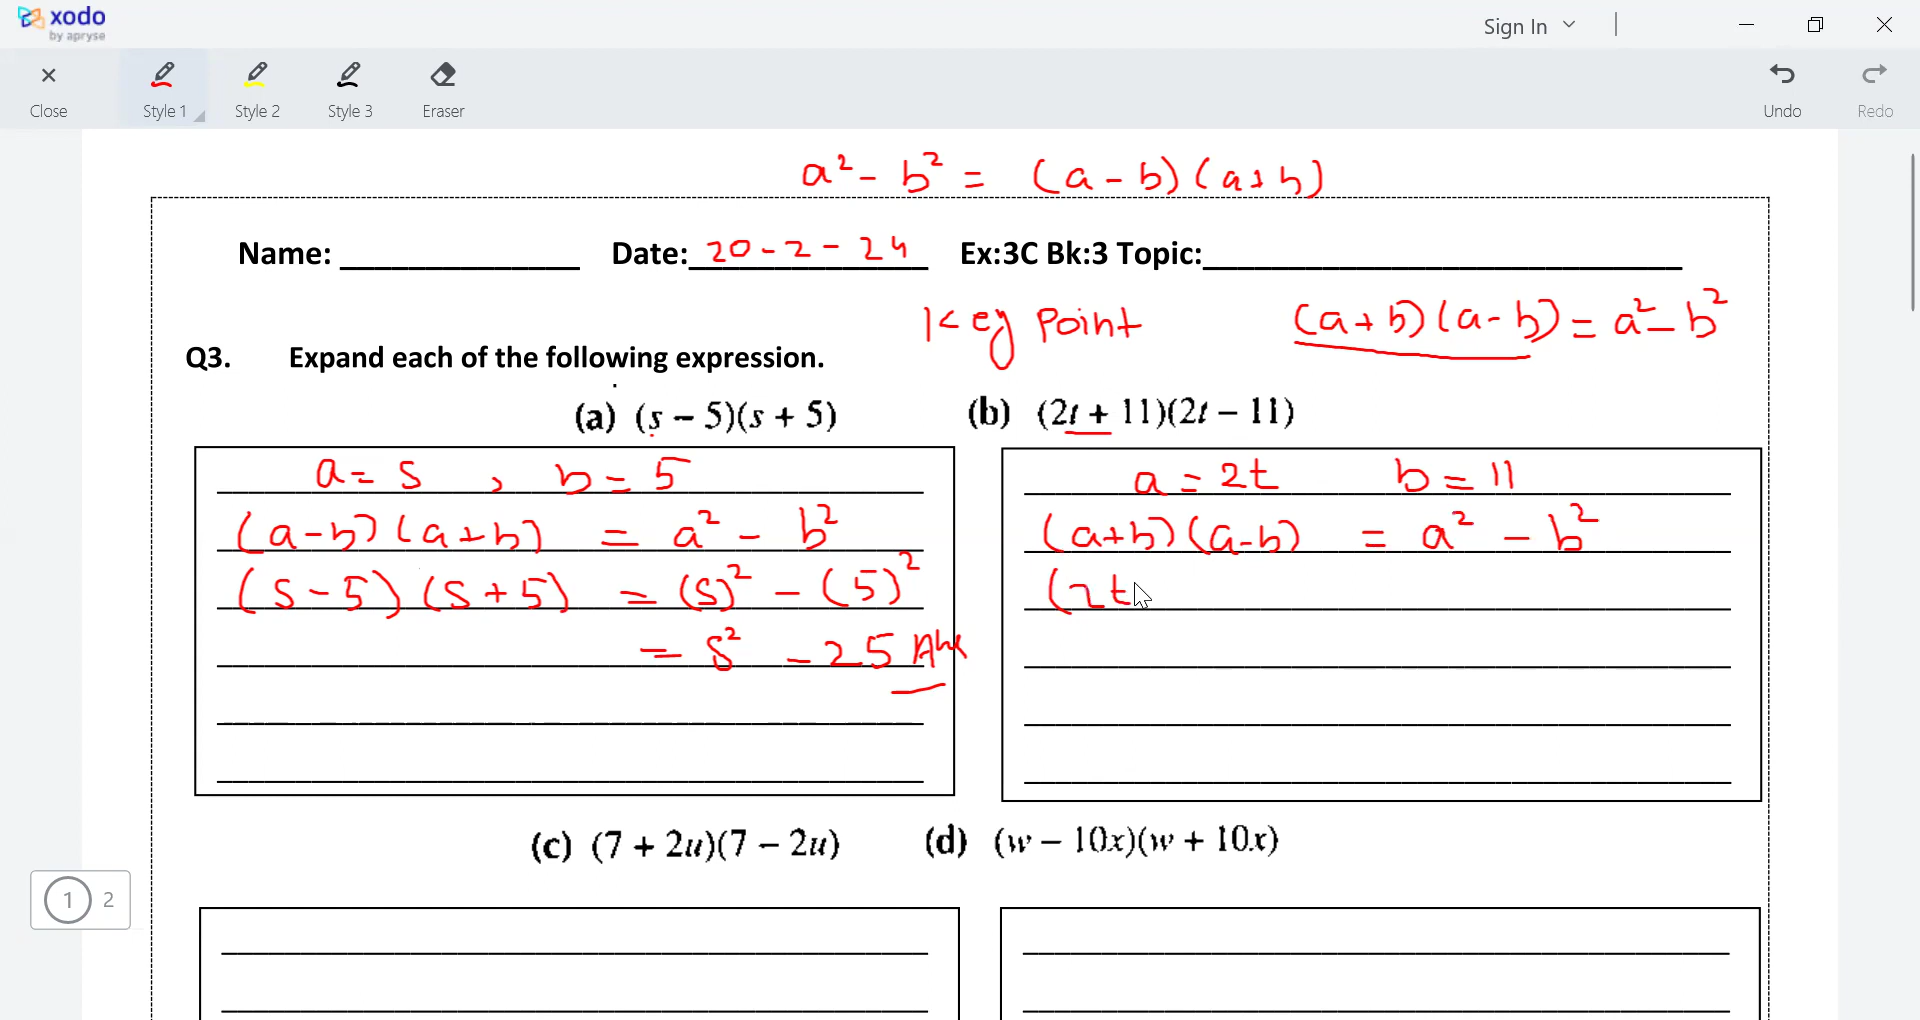 xodo
by apryse
Sign In
Close
Style 1
Style 2
Style 3
Eraser
Undo
Redo
a² - b² = (a - b)(a+b)
Name: ______________ Date: 20-2-24 Ex:3C Bk:3 Topic:____________________________
Key Point (a+b)(a-b) = a² - b²
Q3. Expand each of the following expression.
(a) (s – 5)(s + 5) (b) (2t + 11)(2t – 11)
a = s , b = 5
(a-b)(a+b) = a² - b²
(s-5)(s+5) = (s)² - (5)²
= s² - 25 Ans
a = 2t b = 11
(a+b)(a-b) = a² - b²
(2t
(c) (7 + 2u)(7 – 2u) (d) (w – 10x)(w + 10x)
1 2